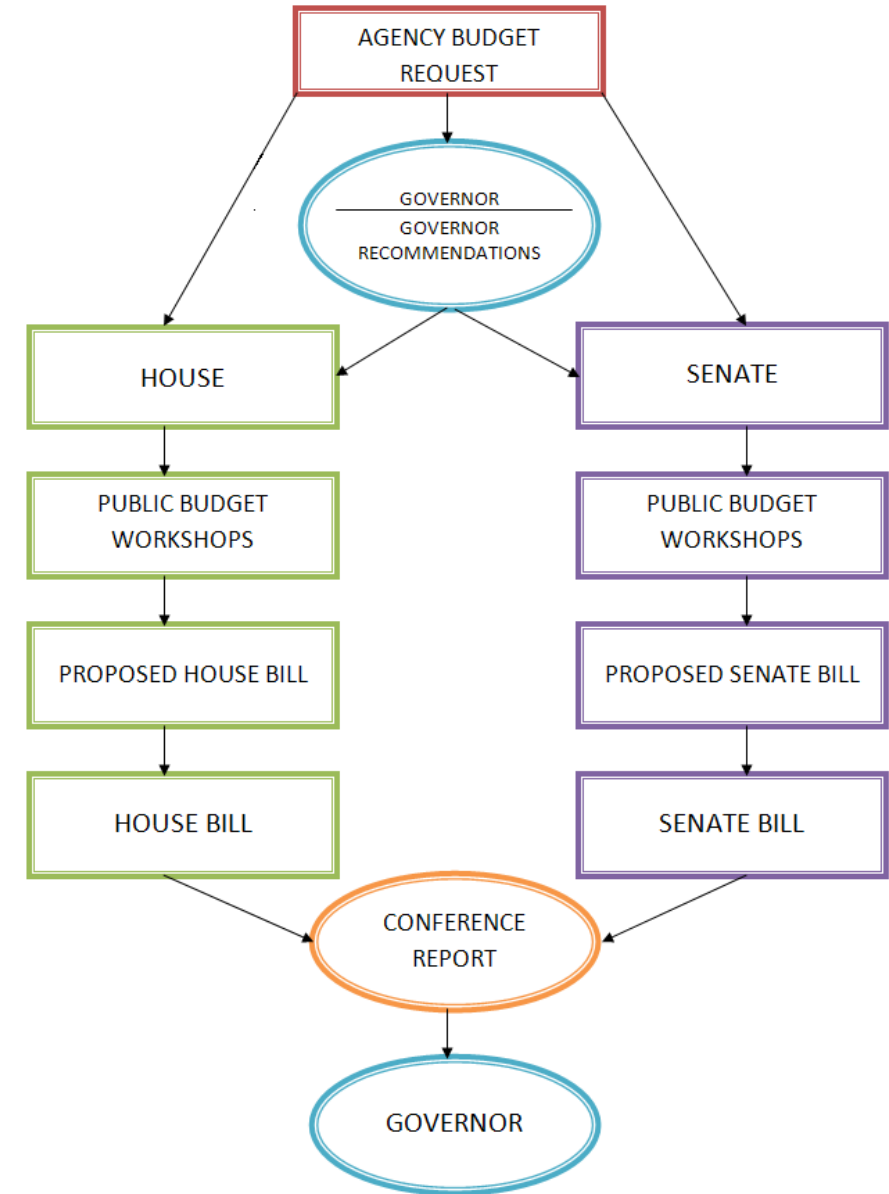 AGENCY BUDGET
REQUEST
GOVERNOR
GOVERNOR
RECOMMENDATIONS
HOUSE
SENATE
PUBLIC BUDGET
WORKSHOPS
PUBLIC BUDGET
WORKSHOPS
PROPOSED HOUSE BILL
PROPOSED SENATE BILL
HOUSE BILL
SENATE BILL
CONFERENCE
REPORT
GOVERNOR